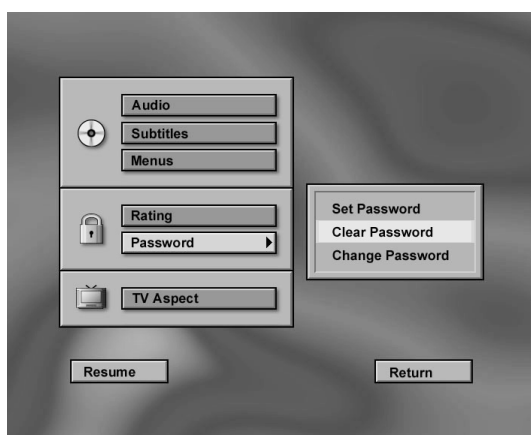 Audio
Subtitles
Menus
Rating
Password
Set Password
Clear Password
Change Password
TV Aspect
Resume
Return